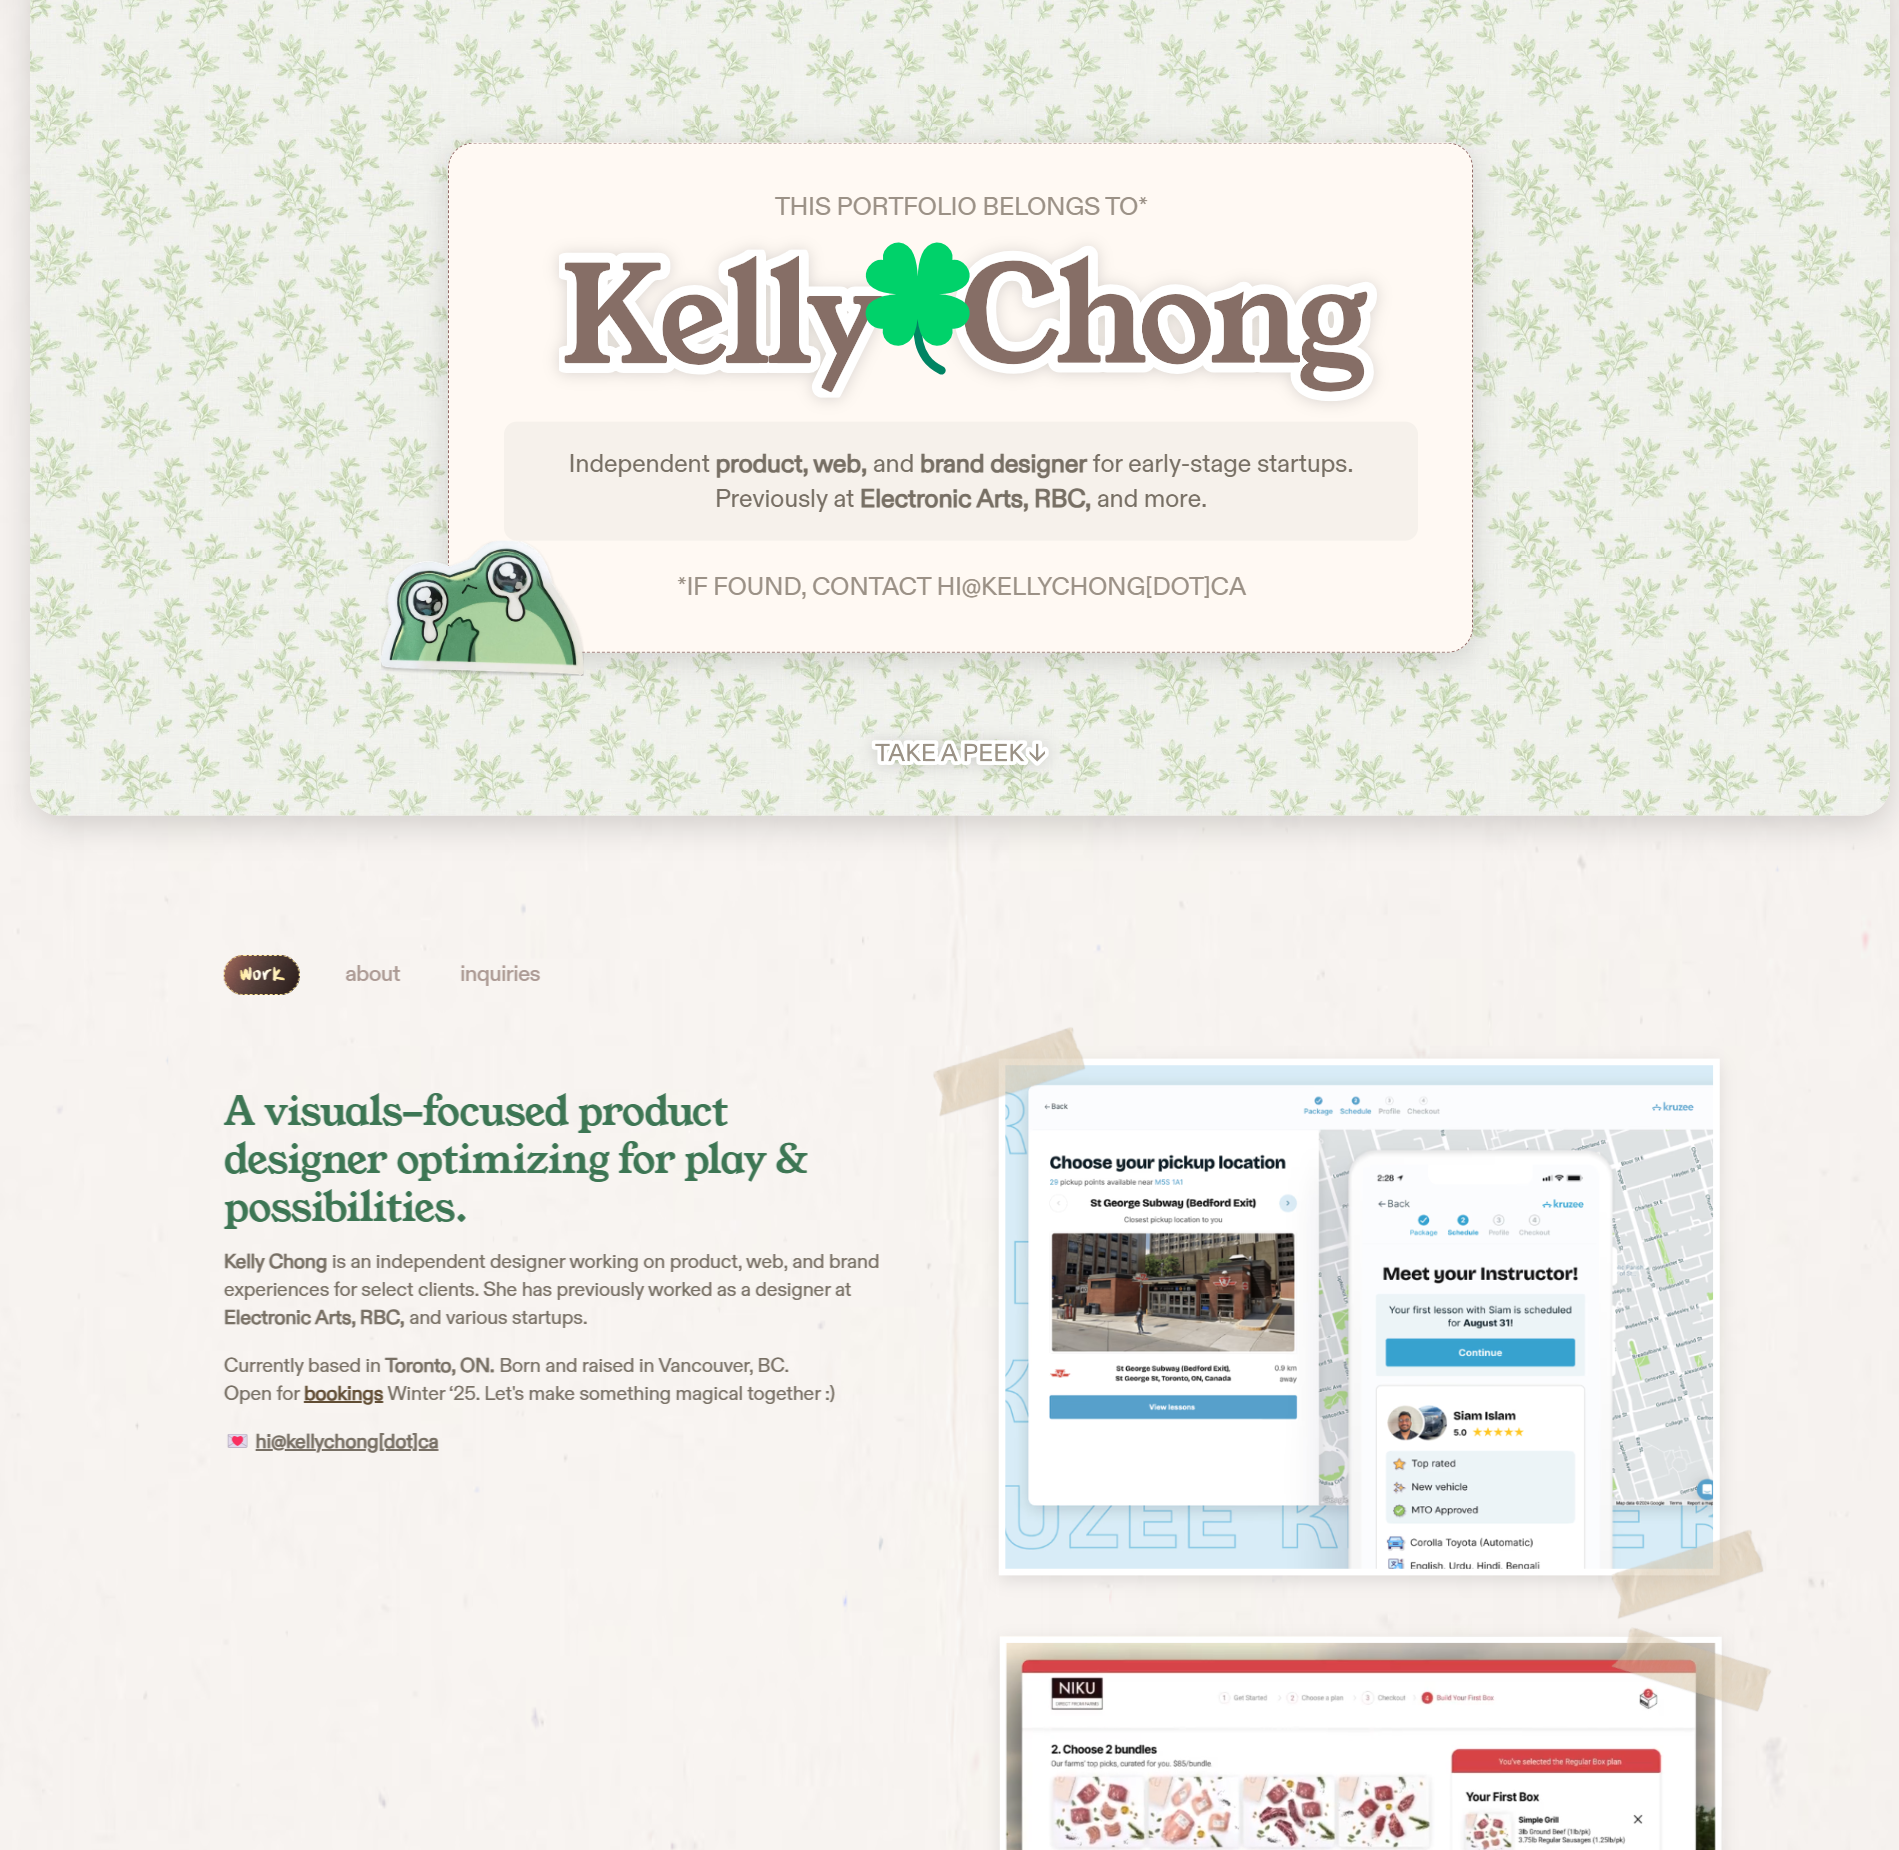 THIS PORTFOLIO BELONGS TO*
Kelly Chong
Independent product, web, and brand designer for early-stage startups.
Previously at Electronic Arts, RBC, and more.
*IF FOUND, CONTACT HI@KELLYCHONG[DOT]CA
TAKE A PEEK↓
work about inquiries
A visuals–focused product
designer optimizing for play &
possibilities.
Kelly Chong is an independent designer working on product, web, and brand
experiences for select clients. She has previously worked as a designer at
Electronic Arts, RBC, and various startups.
Currently based in Toronto, ON. Born and raised in Vancouver, BC.
Open for bookings Winter ‘25. Let's make something magical together :)
hi@kellychong[dot]ca
←Back
Package Schedule Profile Checkout
kruzee
Choose your pickup location
29 pickup points available near M5S 1A1
St George Subway (Bedford Exit)
Closest pickup location to you
St George Subway (Bedford Exit),
St George St, Toronto, ON, Canada
0.9 km
away
View lessons
2:28
←Back
kruzee
2 3 4
Package Schedule Profile Checkout
Meet your Instructor!
Your first lesson with Siam is scheduled
for August 31!
Continue
Siam Islam
5.0 ★★★★★
Top rated
New vehicle
MTO Approved
Corolla Toyota (Automatic)
English, Urdu, Hindi, Bengali
UZEE K
E K
NIKU
1 Get Started
2 Choose a plan
3 Checkout
4 Build Your First Box
2. Choose 2 bundles
Our farms' top picks, curated for you. $85/bundle
You've selected the Regular Box plan
Your First Box
Simple Grill
3lb Ground Beef (1lb/pk)
3.75lb Regular Sausages (1.25lb/pk)